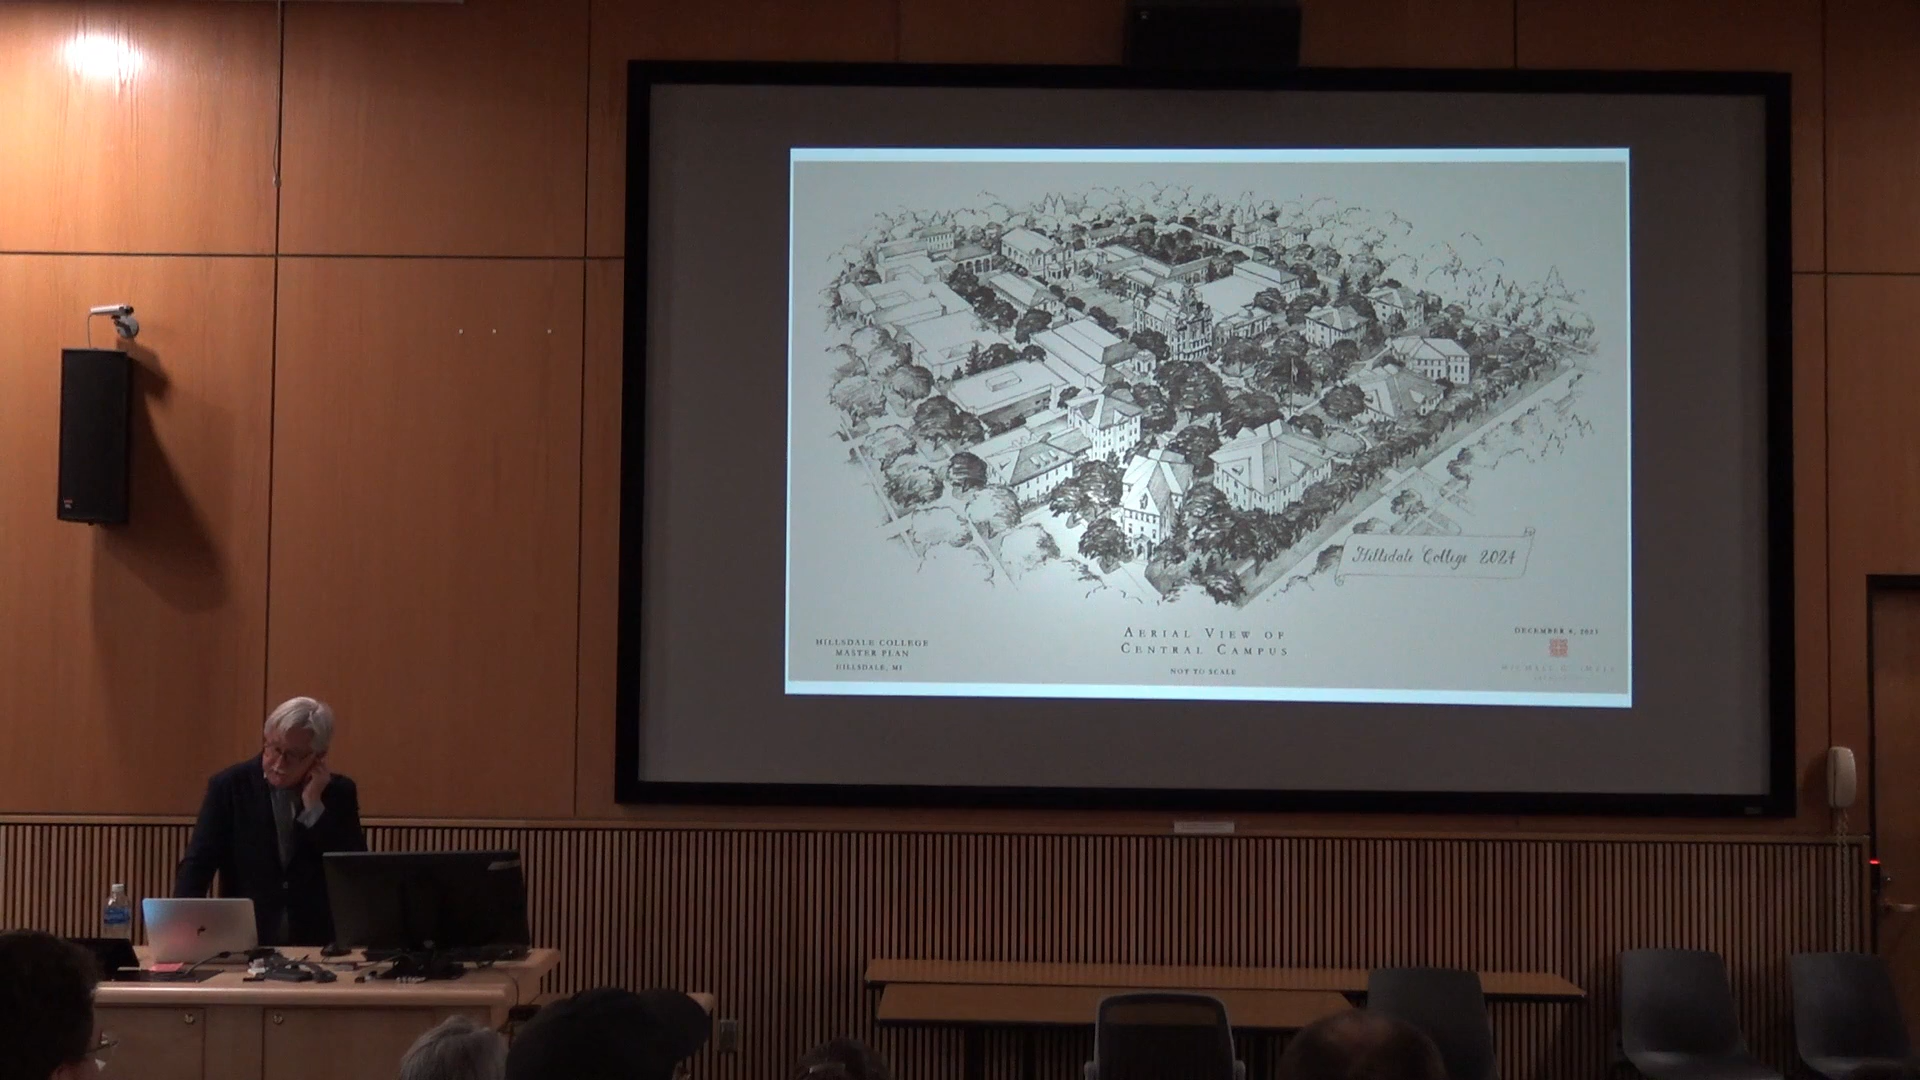 Hillsdale College 2024
HILLSDALE COLLEGE
MASTER PLAN
HILLSDALE, MI
AERIAL VIEW OF
CENTRAL CAMPUS
NOT TO SCALE